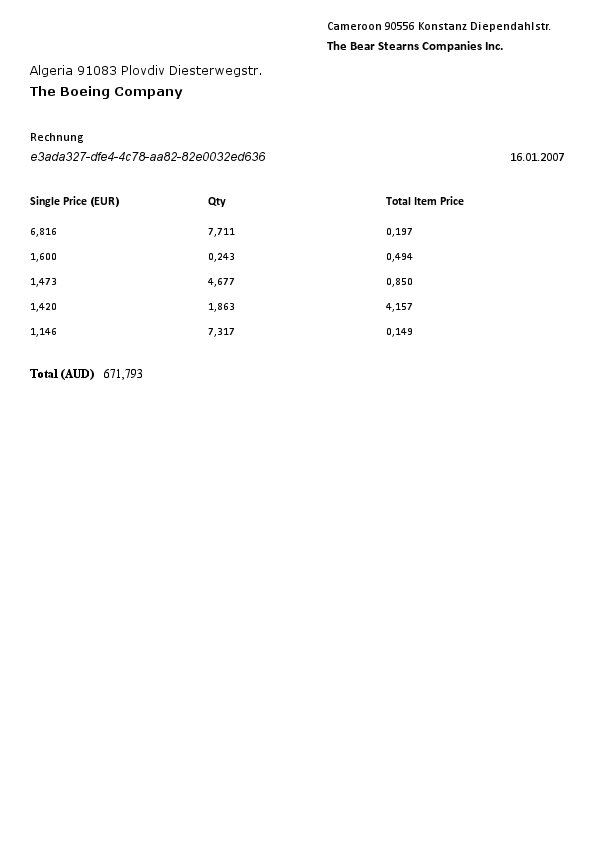 Cameroon 90556 Konstanz Diependahlstr.
The Bear Stearns Companies Inc.
Algeria 91083 Plovdiv Diesterwegstr.
The Boeing Company
Rechnung
e3ada327-dfe4-4c78-aa82-82e0032ed636 16.01.2007
Single Price (EUR) Qty Total Item Price
6,816 7,711 0,197
1,600 0,243 0,494
1,473 4,677 0,850
1,420 1,863 4,157
1,146 7,317 0,149
Total (AUD) 671,793